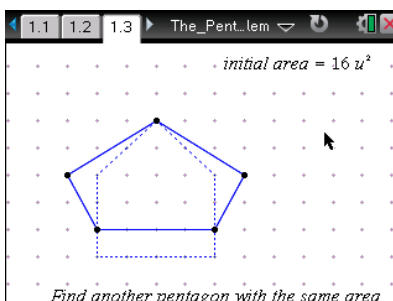 1.1 1.2 1.3 The_Pent…lem
initial area = 16 u²
Find another pentagon with the same area